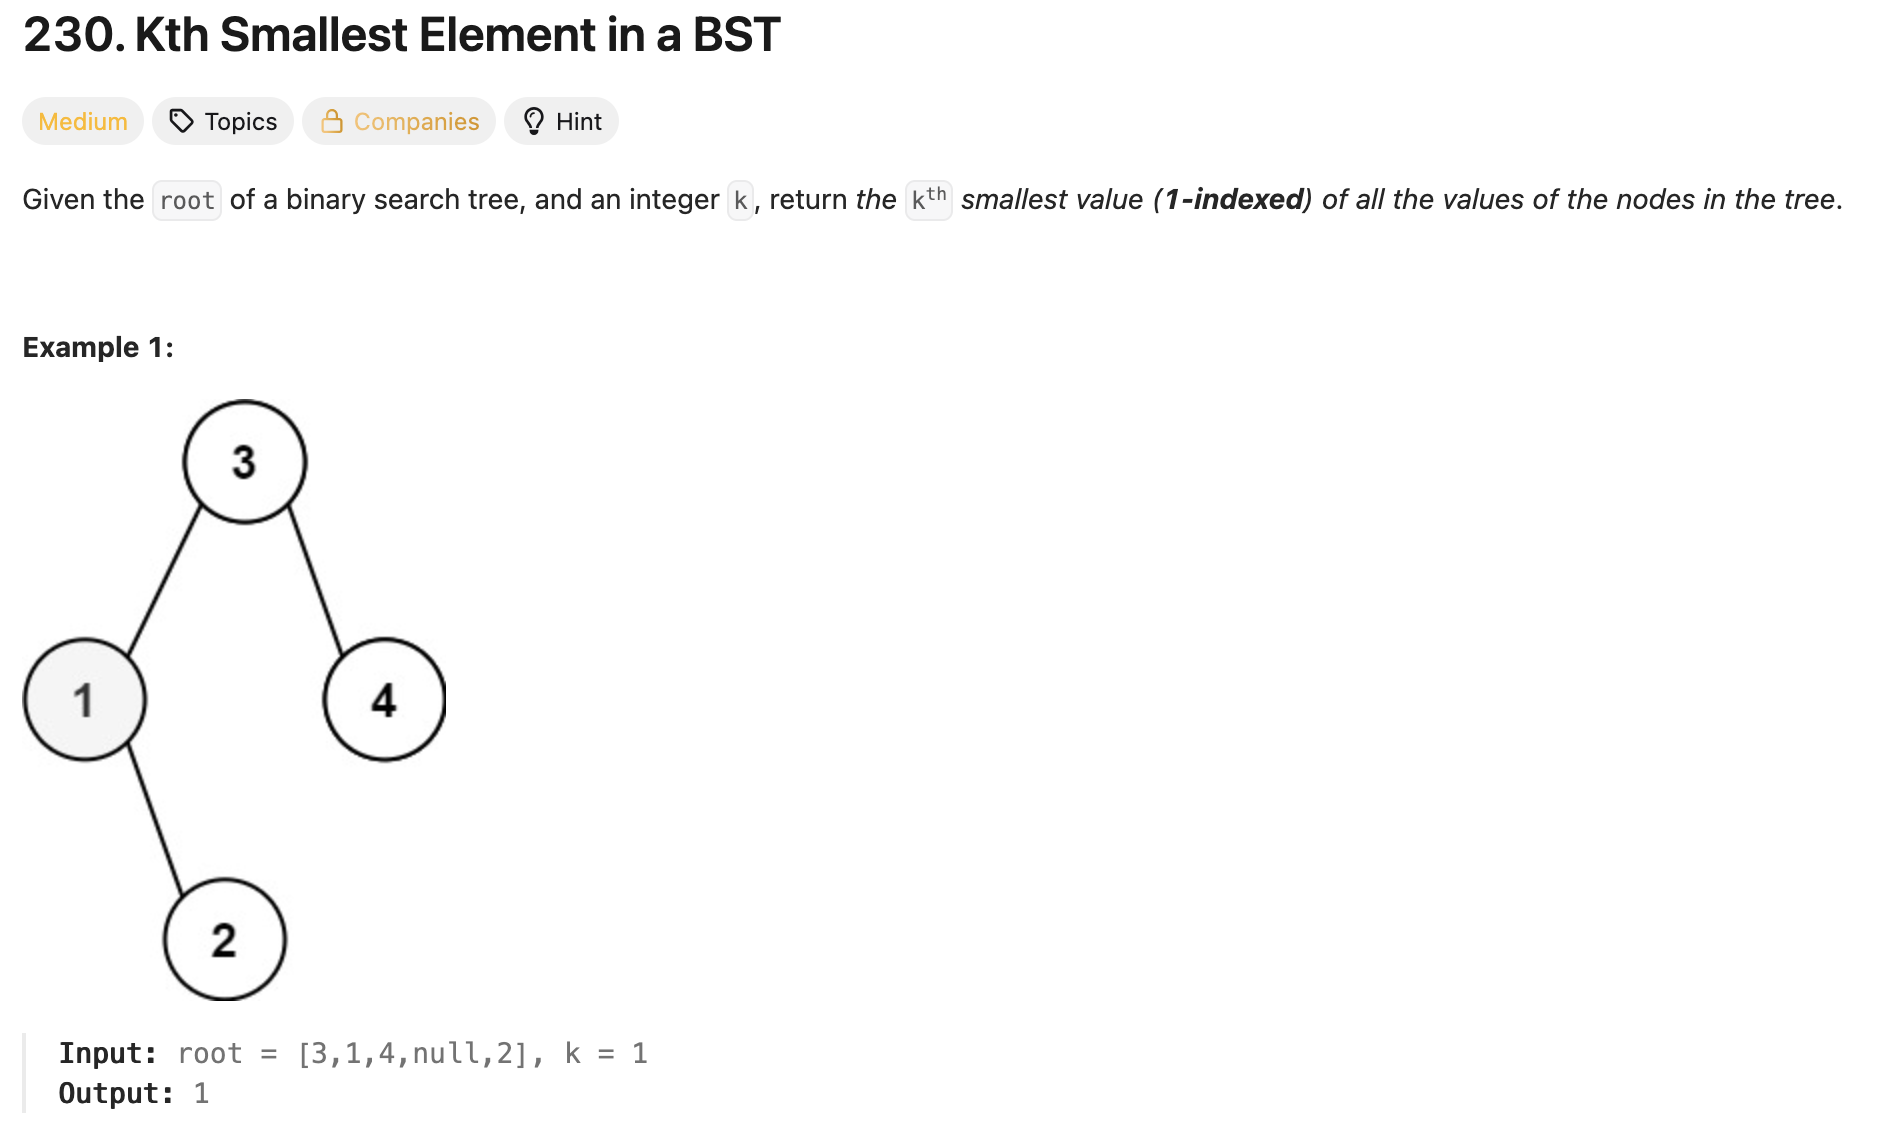 230. Kth Smallest Element in a BST
Medium Topics Companies Hint
Given the root of a binary search tree, and an integer k, return the kth smallest value (1-indexed) of all the values of the nodes in the tree.
Example 1:
3
1 4
2
Input: root = [3,1,4,null,2], k = 1
Output: 1